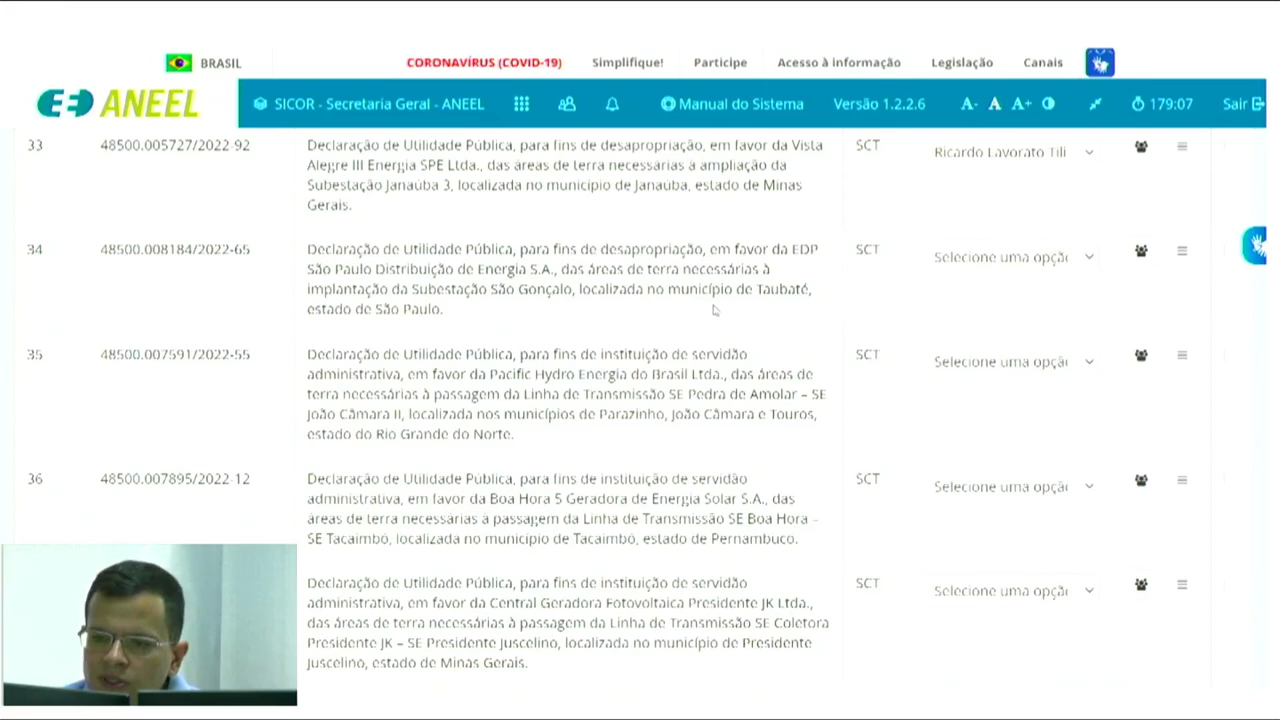 BRASIL
CORONAVÍRUS (COVID-19)
Simplifique!
Participe
Acesso à informação
Legislação
Canais
ANEEL
SICOR - Secretaria Geral - ANEEL
Manual do Sistema
Versão 1.2.2.6
A- A A+
179:07
Sair
33
48500.005727/2022-92
Declaração de Utilidade Pública, para fins de desapropriação, em favor da Vista
Alegre III Energia SPE Ltda., das áreas de terra necessárias à ampliação da
Subestação Janaúba 3, localizada no município de Janaúba, estado de Minas
Gerais.
SCT
Ricardo Lavorato Tili
34
48500.008184/2022-65
Declaração de Utilidade Pública, para fins de desapropriação, em favor da EDP
São Paulo Distribuição de Energia S.A., das áreas de terra necessárias à
implantação da Subestação São Gonçalo, localizada no município de Taubaté,
estado de São Paulo.
SCT
Selecione uma opçã
35
48500.007591/2022-55
Declaração de Utilidade Pública, para fins de instituição de servidão
administrativa, em favor da Pacific Hydro Energia do Brasil Ltda., das áreas de
terra necessárias à passagem da Linha de Transmissão SE Pedra de Amolar – SE
João Câmara II, localizada nos municípios de Parazinho, João Câmara e Touros,
estado do Rio Grande do Norte.
SCT
Selecione uma opçã
36
48500.007895/2022-12
Declaração de Utilidade Pública, para fins de instituição de servidão
administrativa, em favor da Boa Hora 5 Geradora de Energia Solar S.A., das
áreas de terra necessárias à passagem da Linha de Transmissão SE Boa Hora –
SE Tacaimbó, localizada no município de Tacaimbó, estado de Pernambuco.
SCT
Selecione uma opçã
Declaração de Utilidade Pública, para fins de instituição de servidão
administrativa, em favor da Central Geradora Fotovoltaica Presidente JK Ltda.,
das áreas de terra necessárias à passagem da Linha de Transmissão SE Coletora
Presidente JK – SE Presidente Juscelino, localizada no município de Presidente
Juscelino, estado de Minas Gerais.
SCT
Selecione uma opçã